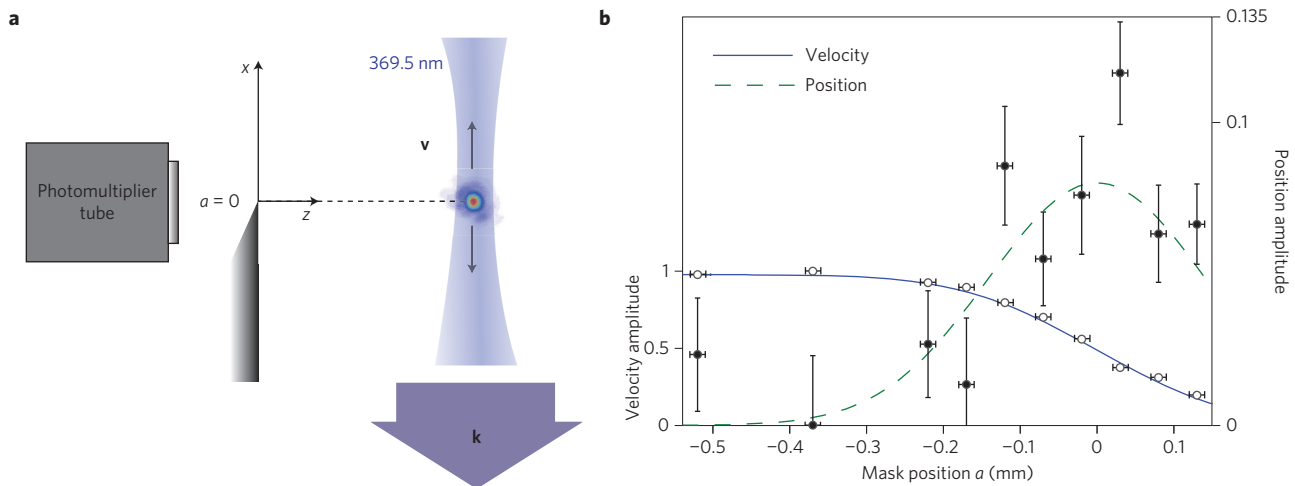 a
x
369.5 nm
v
Photomultiplier
tube
a = 0
z
k
b
Velocity
Position
0.135
0.1
0
Position amplitude
1
0.5
0
Velocity amplitude
−0.5
−0.4
−0.3
−0.2
−0.1
0
0.1
Mask position a (mm)